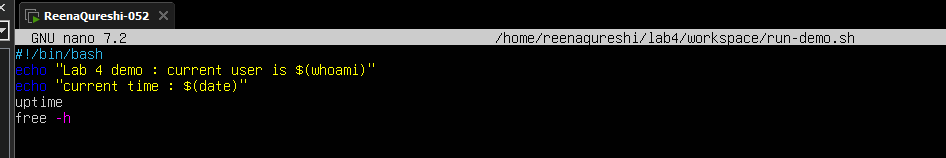 ReenaQureshi-052
GNU nano 7.2 /home/reenaqureshi/lab4/workspace/run-demo.sh
#!/bin/bash
echo "Lab 4 demo : current user is $(whoami)"
echo "current time : $(date)"
uptime
free -h